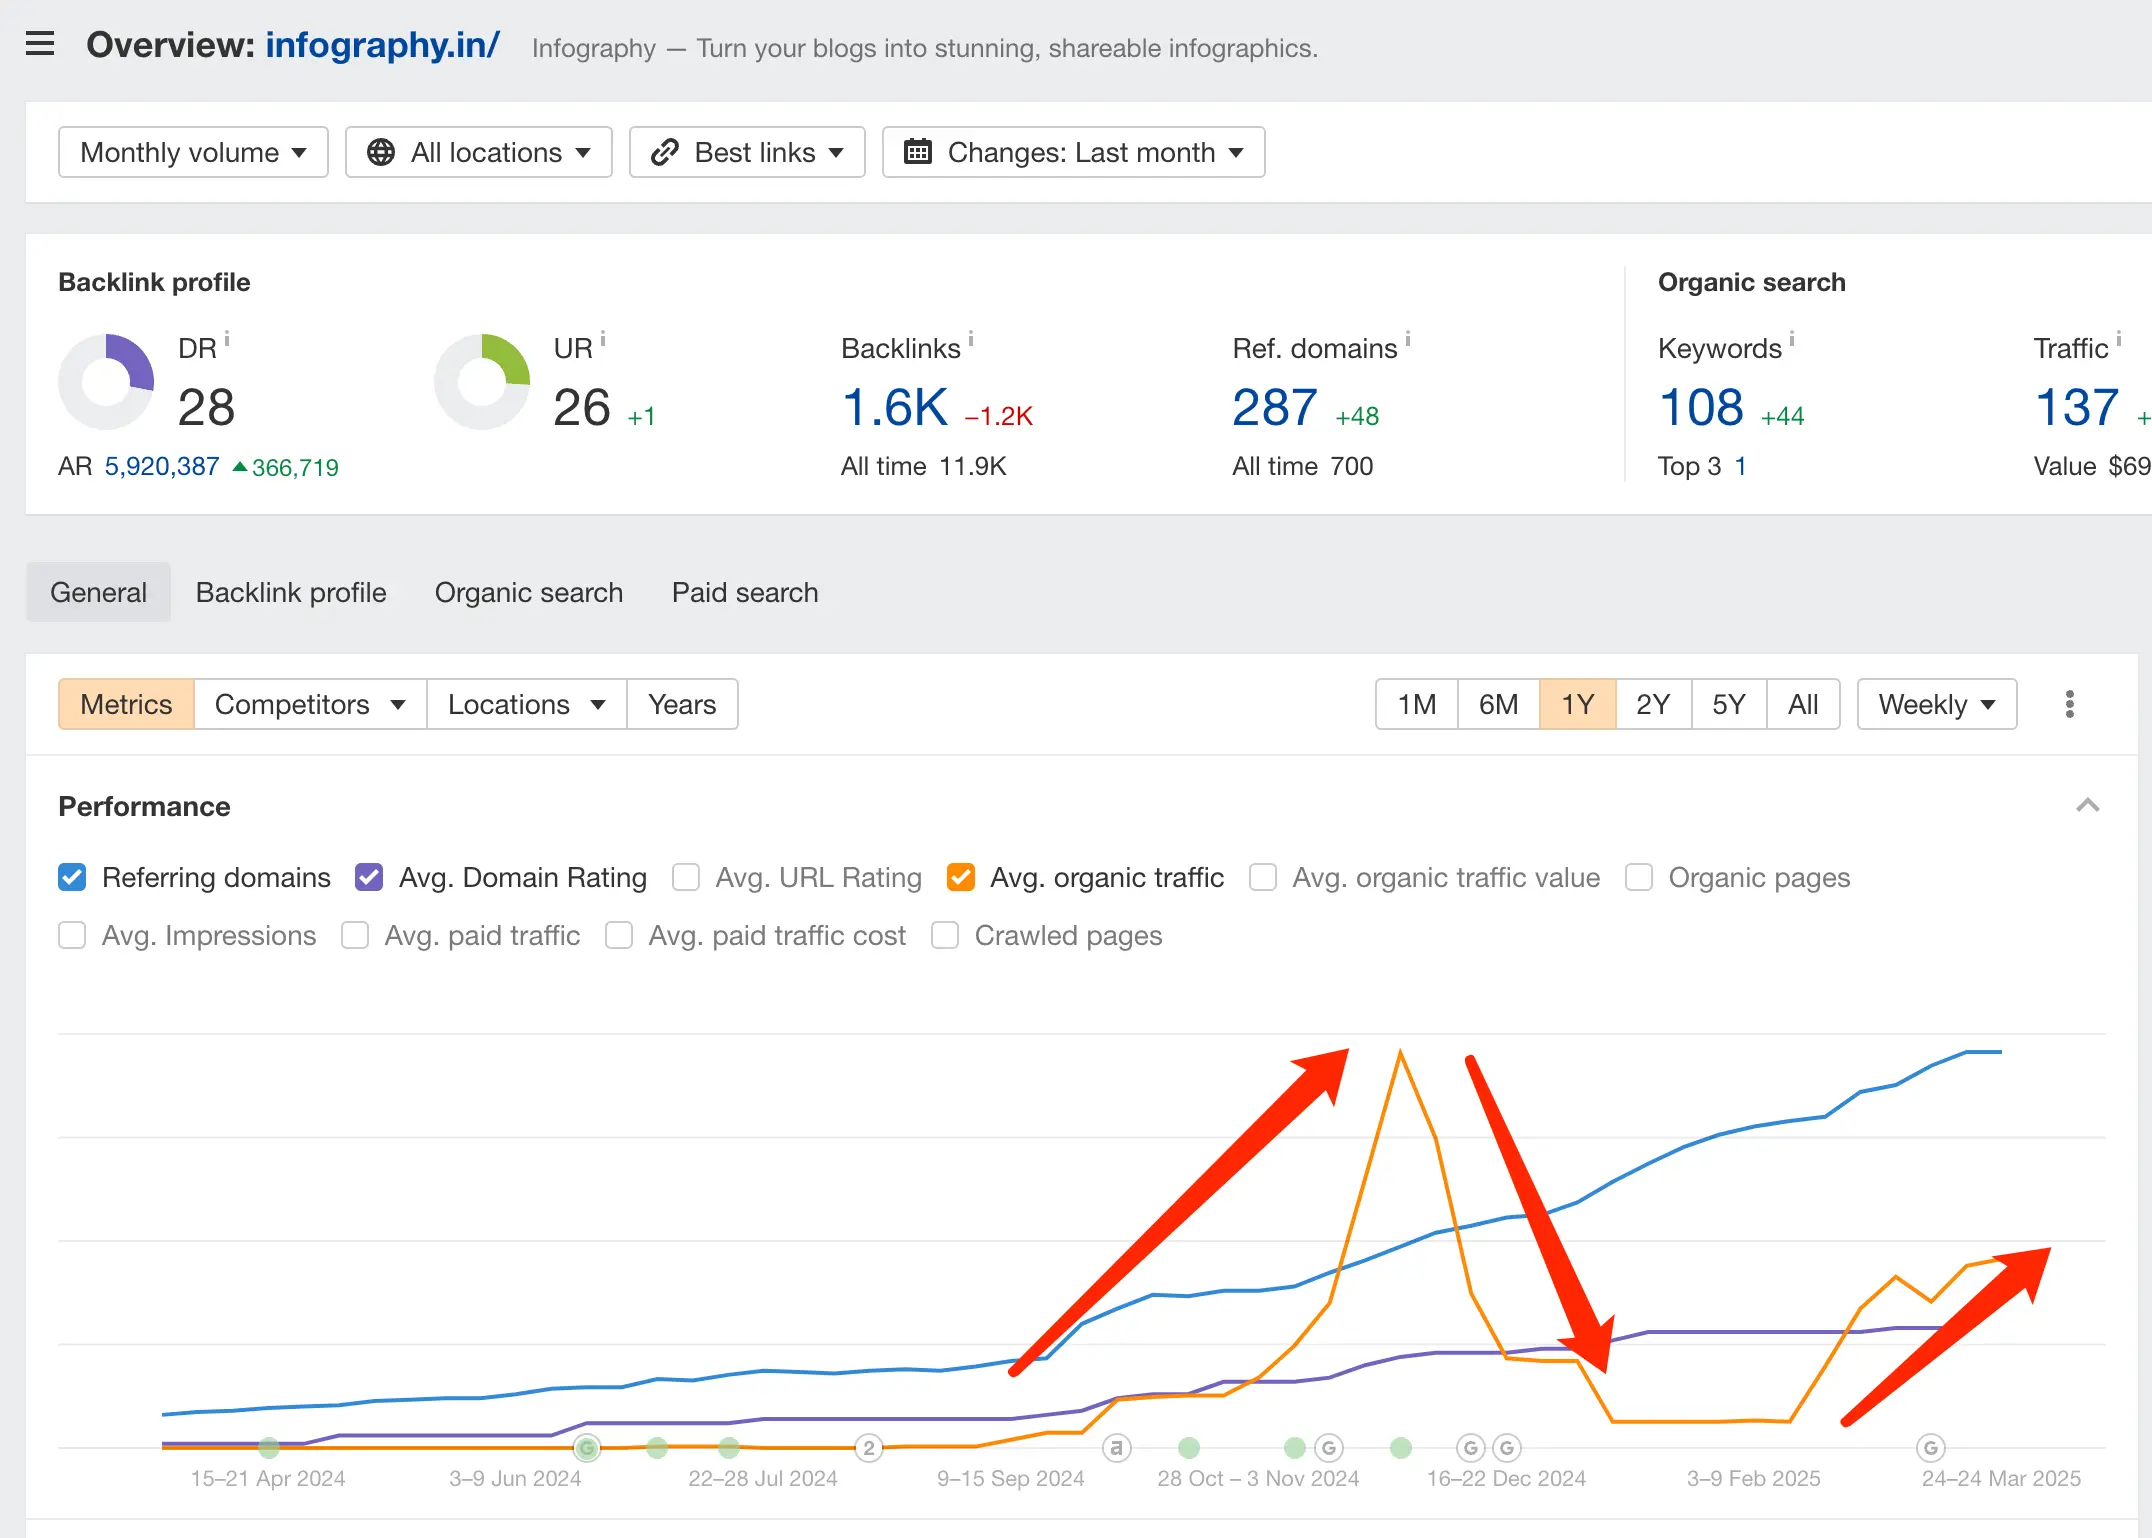 Overview: infography.in/ Infography — Turn your blogs into stunning, shareable infographics.
Monthly volume All locations Best links Changes: Last month
Backlink profile
DR i
28
AR 5,920,387 366,719
UR i
26 +1
Backlinks i
1.6K −1.2K
All time 11.9K
Ref. domains i
287 +48
All time 700
Organic search
Keywords i
108 +44
Top 3 1
Traffic i
137 +
Value $69
General Backlink profile Organic search Paid search
Metrics Competitors Locations Years 1M 6M 1Y 2Y 5Y All Weekly
Performance
Referring domains Avg. Domain Rating Avg. URL Rating Avg. organic traffic Avg. organic traffic value Organic pages
Avg. Impressions Avg. paid traffic Avg. paid traffic cost Crawled pages
G 2 a G G G G
15–21 Apr 2024 3–9 Jun 2024 22–28 Jul 2024 9–15 Sep 2024 28 Oct – 3 Nov 2024 16–22 Dec 2024 3–9 Feb 2025 24–24 Mar 2025